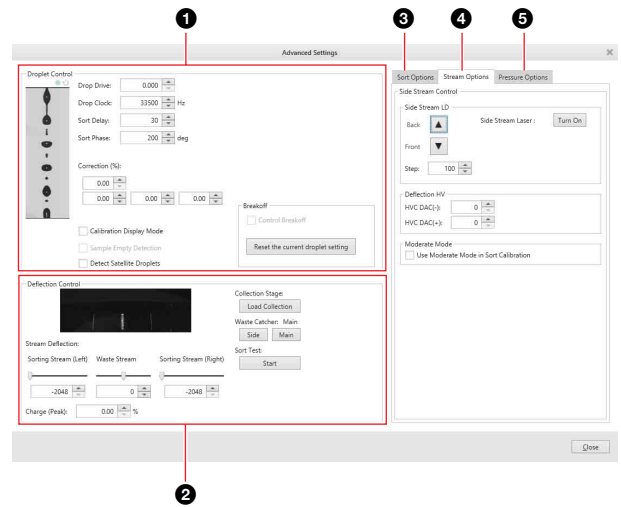 1
3
4
5
Advanced Settings
Droplet Control
Drop Drive: 0.000
Drop Clock: 33500 Hz
Sort Delay: 30
Sort Phase: 200 deg
Correction (%):
0.00
0.00 0.00 0.00
Calibration Display Mode
Sample Empty Detection
Detect Satellite Droplets
Breakoff
Control Breakoff
Reset the current droplet setting
Deflection Control
Stream Deflection:
Sorting Stream (Left) Waste Stream Sorting Stream (Right)
-2048 0 -2048
Charge (Peak): 0.00 %
Collection Stage:
Load Collection
Waste Catcher: Main
Side Main
Sort Test:
Start
Sort Options Stream Options Pressure Options
Side Stream Control
Side Stream LD
Back Side Stream Laser : Turn On
Front
Step: 100
Deflection HV
HVC DAC(-): 0
HVC DAC(+): 0
Moderate Mode
Use Moderate Mode in Sort Calibration
Close
2